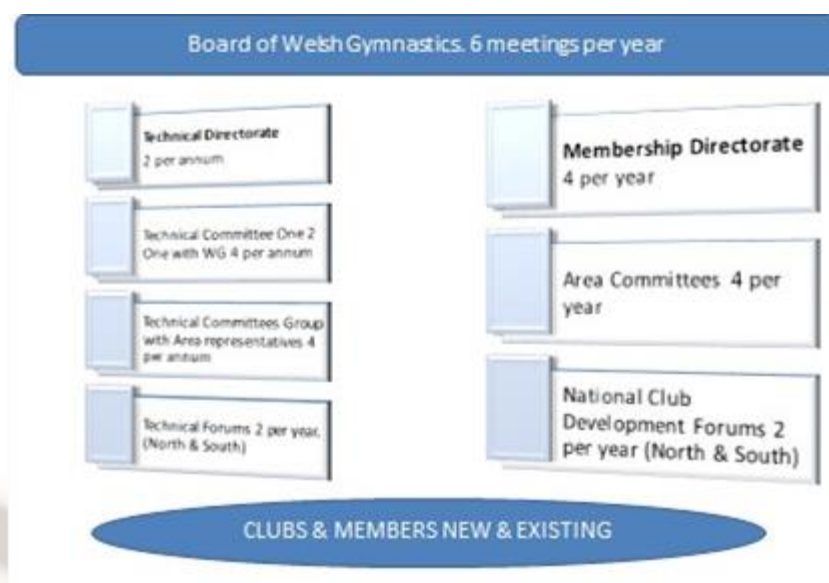 Board of Welsh Gymnastics. 6 meetings per year
Technical Directorate
2 per annum
Technical Committee One 2
One with WG 4 per annum
Technical Committees Group
with Area representatives 4
per annum
Technical Forums 2 per year,
(North & South)
Membership Directorate
4 per year
Area Committees 4 per
year
National Club
Development Forums 2
per year (North & South)
CLUBS & MEMBERS NEW & EXISTING